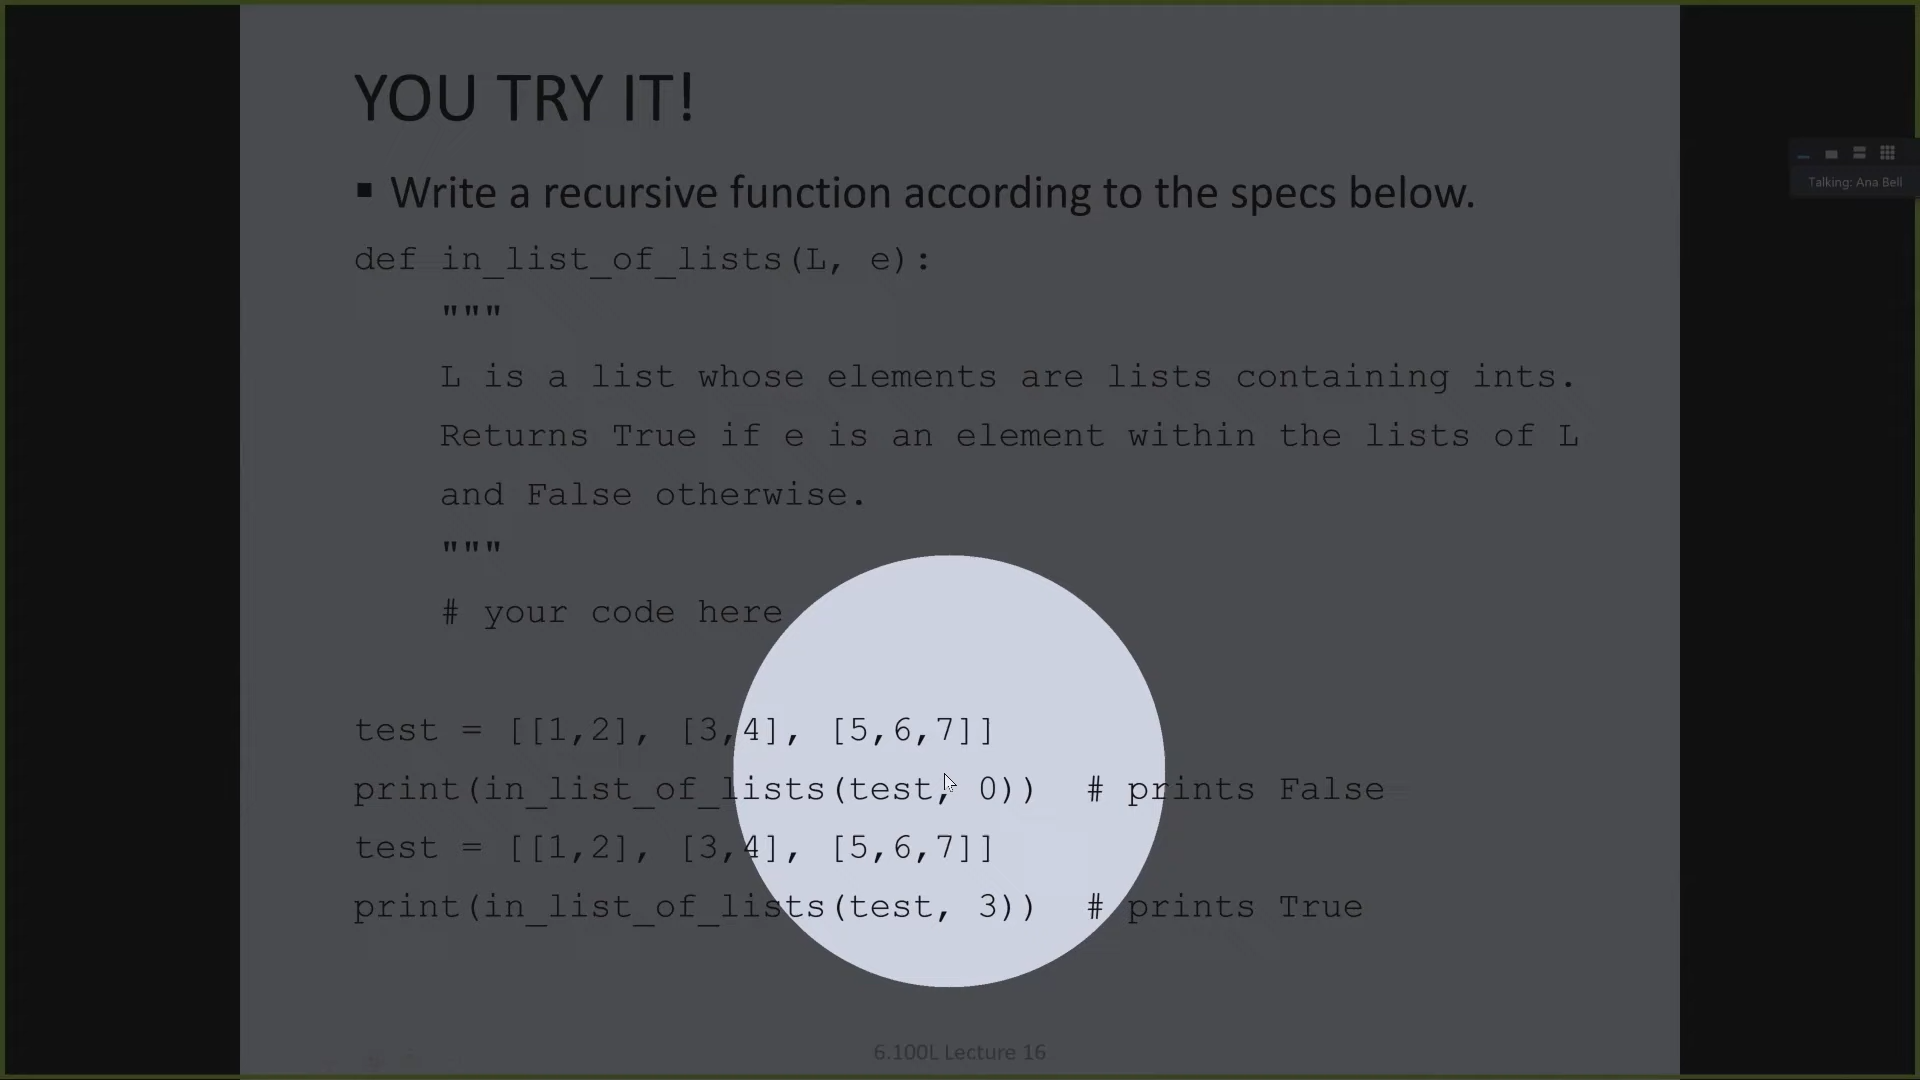 YOU TRY IT!
▪ Write a recursive function according to the specs below.
def in_list_of_lists(L, e):
    """
    L is a list whose elements are lists containing ints.
    Returns True if e is an element within the lists of L
    and False otherwise.
    """
    # your code here
test = [[1,2], [3,4], [5,6,7]]
print(in_list_of_lists(test, 0))  # prints False
test = [[1,2], [3,4], [5,6,7]]
print(in_list_of_lists(test, 3))  # prints True
6.100L Lecture 16
Talking: Ana Bell